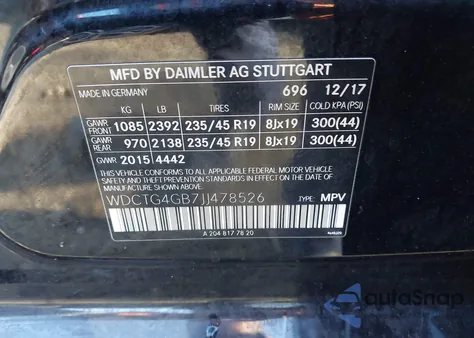 MFD BY DAIMLER AG STUTTGART
MADE IN GERMANY 696 12/17
KG LB TIRES RIM SIZE COLD KPA (PSI)
GAWR FRONT 1085 2392 235/45 R19 8Jx19 300(44)
GAWR REAR 970 2138 235/45 R19 8Jx19 300(44)
GVWR 2015 4442
THIS VEHICLE CONFORMS TO ALL APPLICABLE FEDERAL MOTOR
VEHICLE SAFETY STANDARDS IN EFFECT ON THE DATE OF
MANUFACTURE SHOWN ABOVE.
WDCTG4GB7JJ478526 TYPE: MPV
A 204 817 78 20
autoSnap